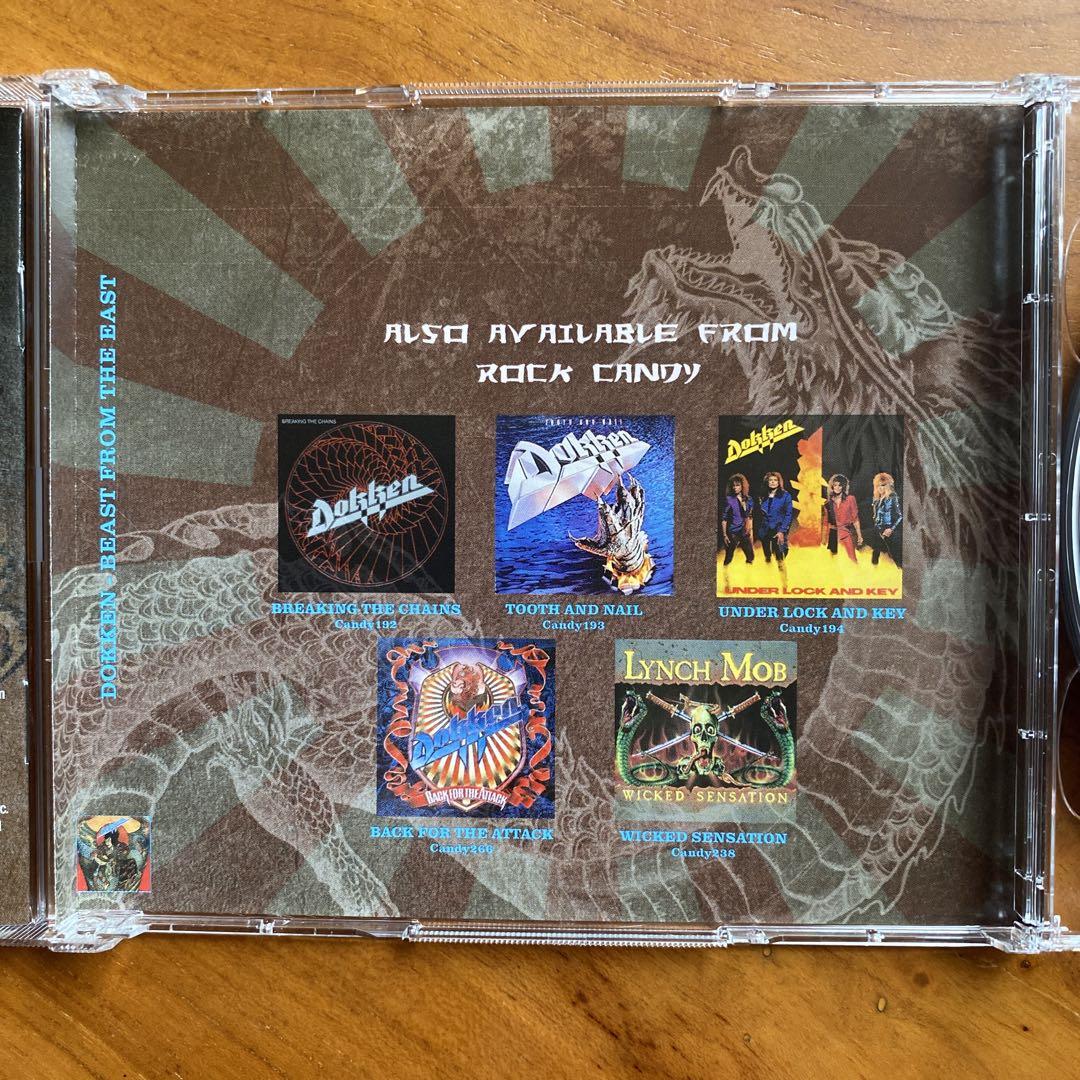 DOKKEN - BEAST FROM THE EAST
ALSO AVAILABLE FROM
ROCK CANDY
BREAKING THE CHAINS
Dokken
BREAKING THE CHAINS
Candy192
TOOTH AND NAIL
Dokken
TOOTH AND NAIL
Candy193
Dokken
UNDER LOCK AND KEY
UNDER LOCK AND KEY
Candy194
Dokken
BACK FOR THE ATTACK
BACK FOR THE ATTACK
Candy266
LYNCH MOB
WICKED SENSATION
WICKED SENSATION
Candy238